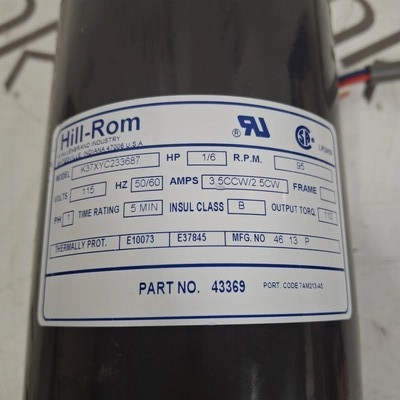 Hill-Rom
A HILLENBRAND INDUSTRY
BATESVILLE, INDIANA 47006 U.S.A.
MODEL K37XYC233687 HP 1/6 R.P.M. 95
VOLTS 115 HZ 50/60 AMPS 3.5CCW/2.5CW FRAME
PH 1 TIME RATING 5 MIN INSUL CLASS B OUTPUT TORQ. 110
THERMALLY PROT. E10073 E37845 MFG. NO 46 13 P
PART NO. 43369 PORT. CODE 7AM213-A5